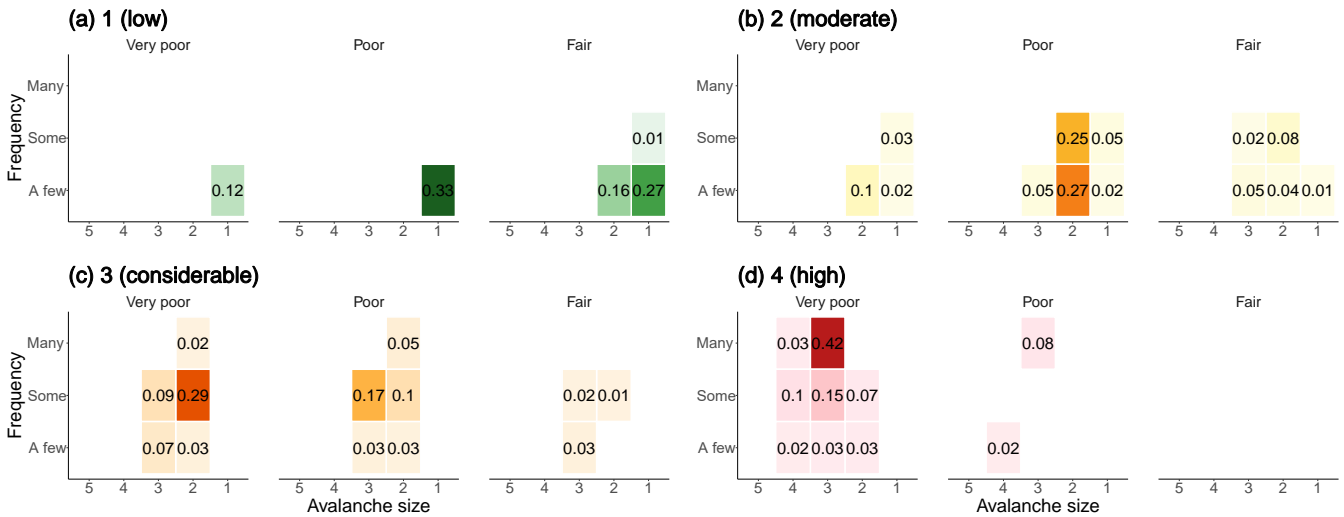 (a) 1 (low)
Very poor Poor Fair
Frequency
Many
Some 0.01
A few 0.12 0.33 0.16 0.27
5 4 3 2 1 5 4 3 2 1 5 4 3 2 1
(b) 2 (moderate)
Very poor Poor Fair
Many
Some 0.03 0.25 0.05 0.02 0.08
A few 0.1 0.02 0.05 0.27 0.02 0.05 0.04 0.01
5 4 3 2 1 5 4 3 2 1 5 4 3 2 1
(c) 3 (considerable)
Very poor Poor Fair
Frequency
Many 0.02 0.05
Some 0.09 0.29 0.17 0.1 0.02 0.01
A few 0.07 0.03 0.03 0.03 0.03
5 4 3 2 1 5 4 3 2 1 5 4 3 2 1
Avalanche size
(d) 4 (high)
Very poor Poor Fair
Many 0.03 0.42 0.08
Some 0.1 0.15 0.07
A few 0.02 0.03 0.03 0.02
5 4 3 2 1 5 4 3 2 1 5 4 3 2 1
Avalanche size